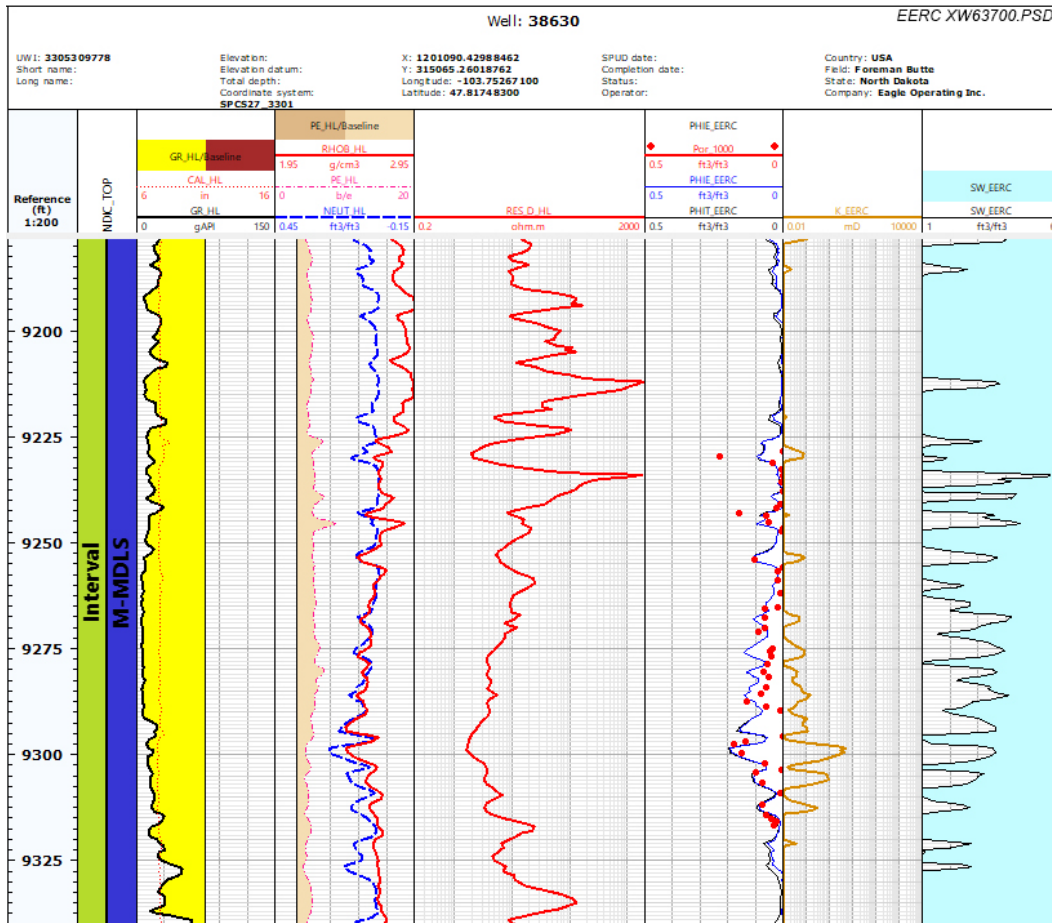 Well: 38630
EERC XW63700.PSD
UWI: 3305309778
Short name:
Long name:
Elevation:
Elevation datum:
Total depth:
Coordinate system:
SPCS27_3301
X: 1201090.42988462
Y: 315065.26018762
Longitude: -103.75267100
Latitude: 47.81748300
SPUD date:
Completion date:
Status:
Operator:
Country: USA
Field: Foreman Butte
State: North Dakota
Company: Eagle Operating Inc.
Reference
(ft)
1:200
NDIC_TOP
GR_HL/Baseline
CAL_HL
6 in 16
GR_HL
0 gAPI 150
PE_HL/Baseline
RHOB_HL
1.95 g/cm3 2.95
PE_HL
0 b/e 20
NEUT_HL
0.45 ft3/ft3 -0.15
RES_D_HL
0.2 ohm.m 2000
PHIE_EERC
Por_1000
0.5 ft3/ft3 0
PHIE_EERC
0.5 ft3/ft3 0
PHIT_EERC
0.5 ft3/ft3 0
K_EERC
0.01 mD 10000
SW_EERC
SW_EERC
1 ft3/ft3
9200
9225
9250
9275
9300
9325
Interval
M-MDLS